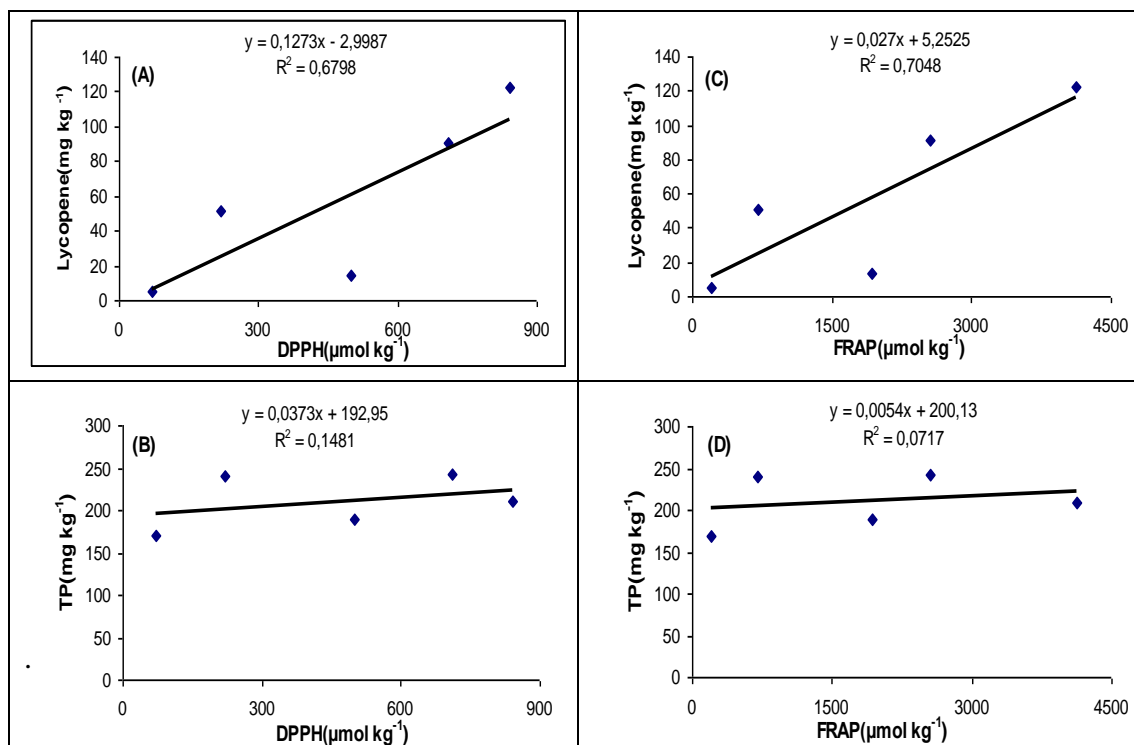 y = 0,1273x - 2,9987
R² = 0,6798
(A)
140
120
100
80
60
40
20
0
Lycopene(mg kg⁻¹)
0 300 600 900
DPPH(µmol kg⁻¹)
y = 0,027x + 5,2525
R² = 0,7048
(C)
140
120
100
80
60
40
20
0
Lycopene(mg kg⁻¹)
0 1500 3000 4500
FRAP(µmol kg⁻¹)
y = 0,0373x + 192,95
R² = 0,1481
(B)
300
250
200
150
100
50
0
TP(mg kg⁻¹)
0 300 600 900
DPPH(µmol kg⁻¹)
y = 0,0054x + 200,13
R² = 0,0717
(D)
300
250
200
150
100
50
0
TP(mg kg⁻¹)
0 1500 3000 4500
FRAP(µmol kg⁻¹)